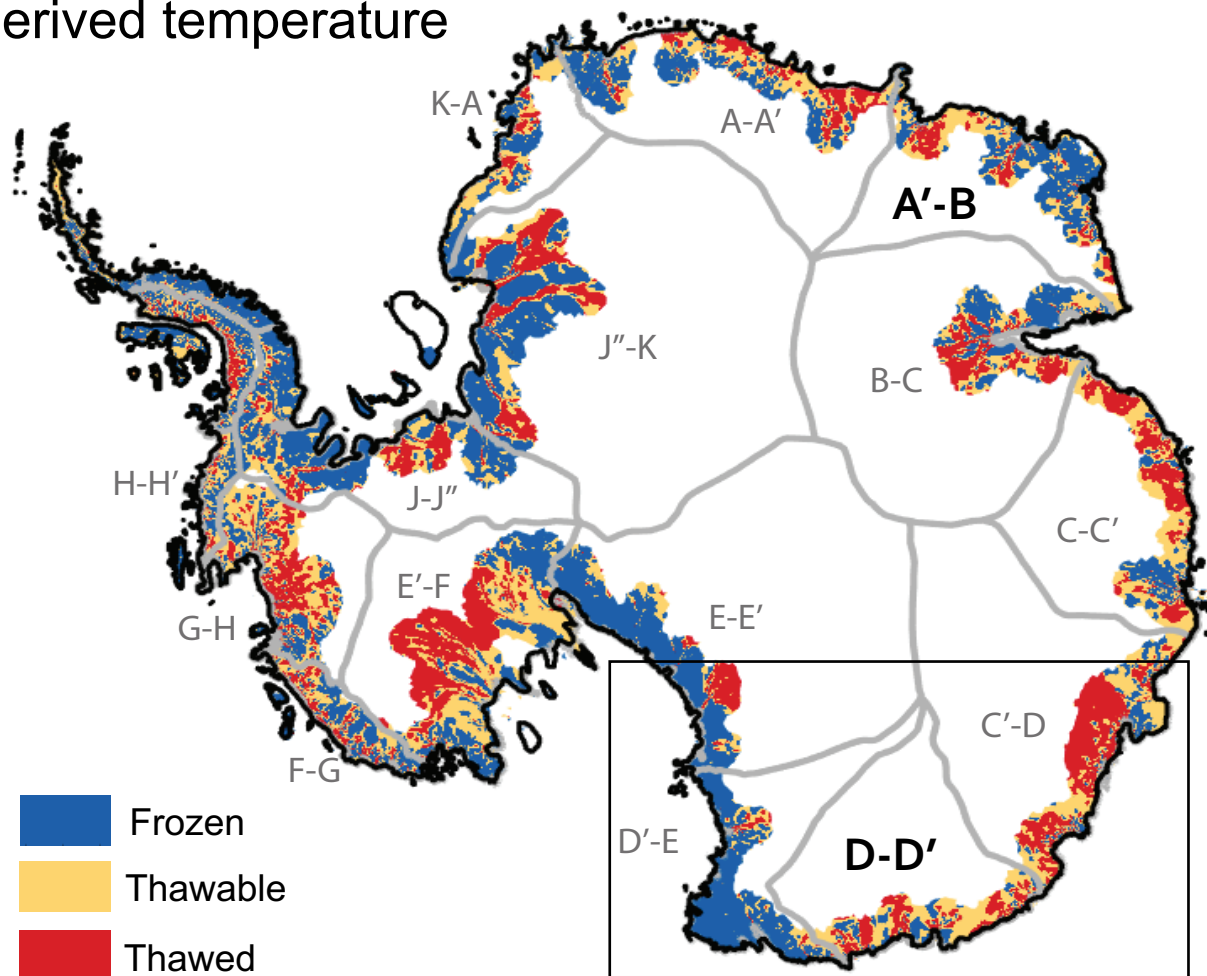 erived temperature
K-A
A-A′
A′-B
J″-K
B-C
H-H′
J-J″
C-C′
E′-F
E-E′
G-H
C′-D
F-G
D′-E
D-D′
Frozen
Thawable
Thawed